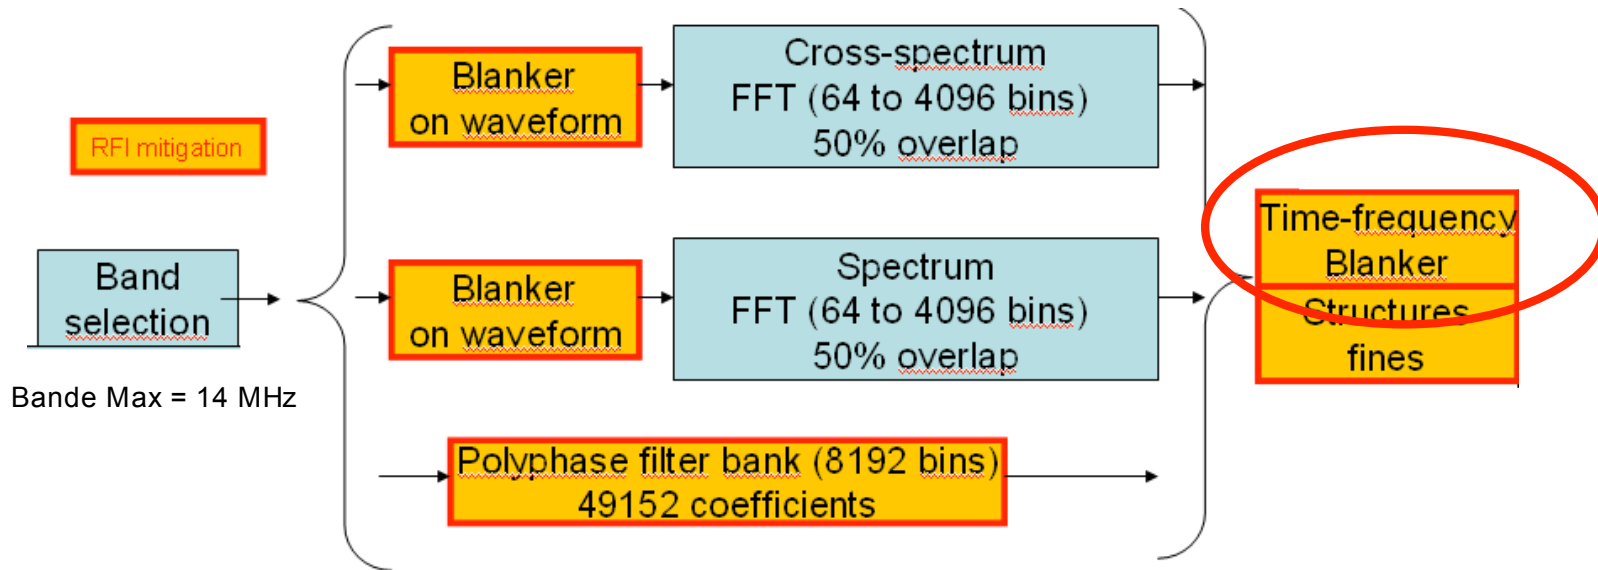 RFI mitigation
Band
selection
Bande Max = 14 MHz
Blanker
on waveform
Cross-spectrum
FFT (64 to 4096 bins)
50% overlap
Blanker
on waveform
Spectrum
FFT (64 to 4096 bins)
50% overlap
Polyphase filter bank (8192 bins)
49152 coefficients
Time-frequency
Blanker
Structures
fines